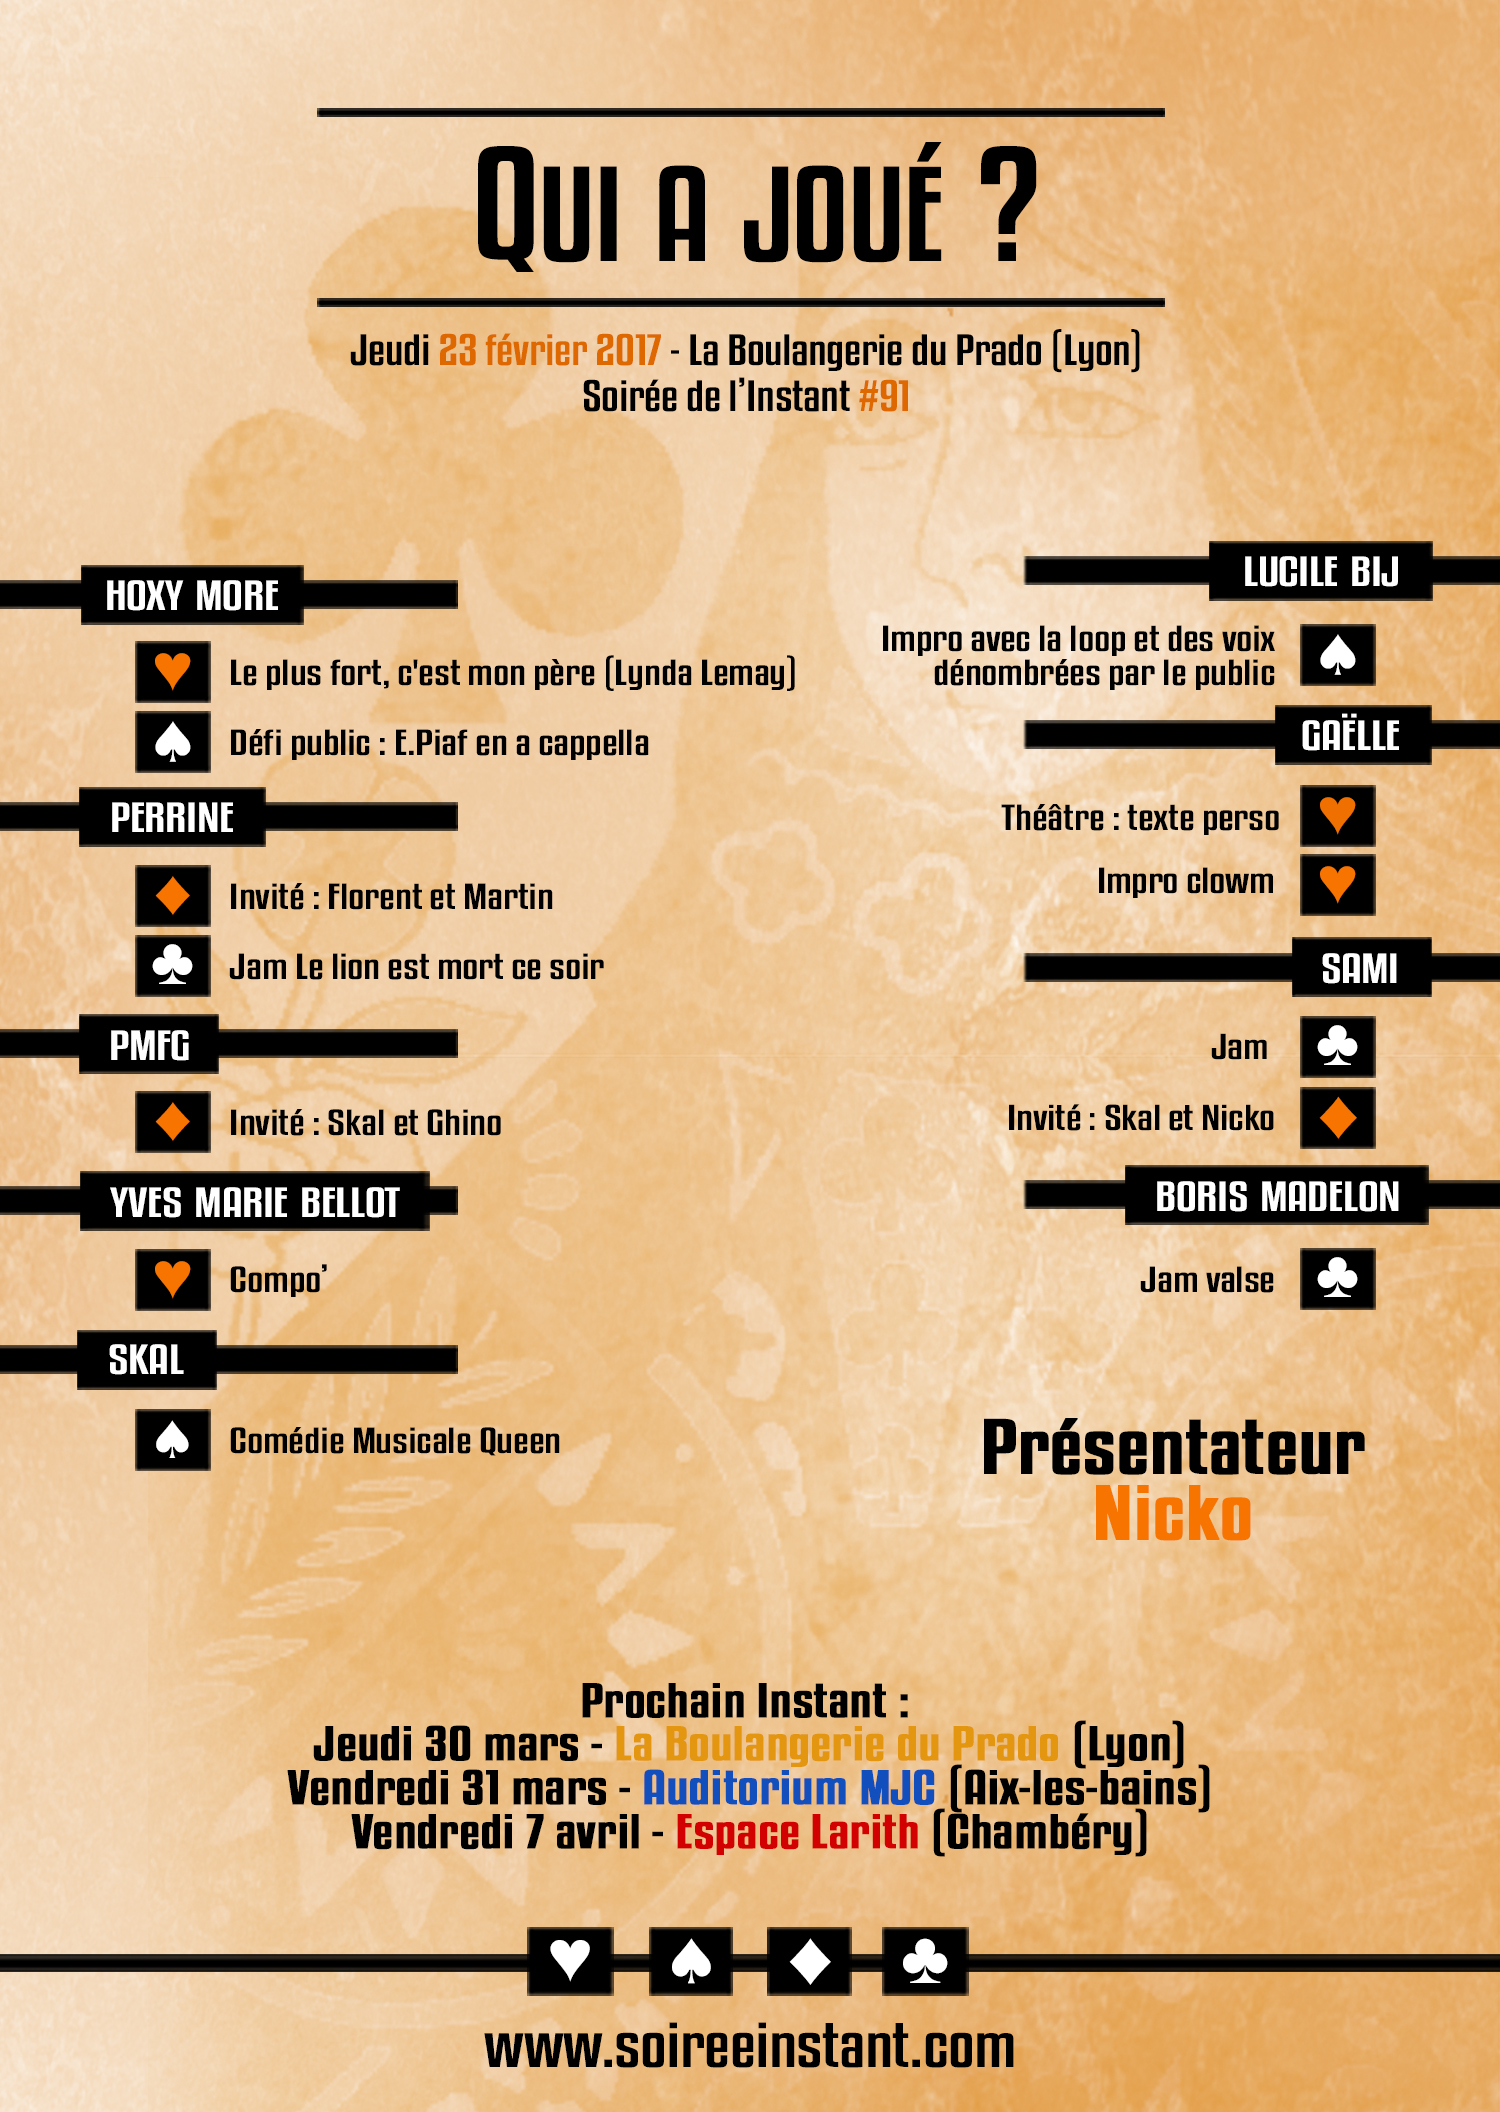 Qui a joué ?
Jeudi 23 février 2017 - La Boulangerie du Prado (Lyon)
Soirée de l'Instant #91
HOXY MORE
Le plus fort, c'est mon père (Lynda Lemay)
Défi public : E.Piaf en a cappella
PERRINE
Invité : Florent et Martin
Jam Le lion est mort ce soir
PMFG
Invité : Skal et Ghino
YVES MARIE BELLOT
Compo'
SKAL
Comédie Musicale Queen
LUCILE BIJ
Impro avec la loop et des voix
dénombrées par le public
GAËLLE
Théâtre : texte perso
Impro clowm
SAMI
Jam
Invité : Skal et Nicko
BORIS MADELON
Jam valse
Présentateur
Nicko
Prochain Instant :
Jeudi 30 mars - La Boulangerie du Prado (Lyon)
Vendredi 31 mars - Auditorium MJC (Aix-les-bains)
Vendredi 7 avril - Espace Larith (Chambéry)
www.soireeinstant.com